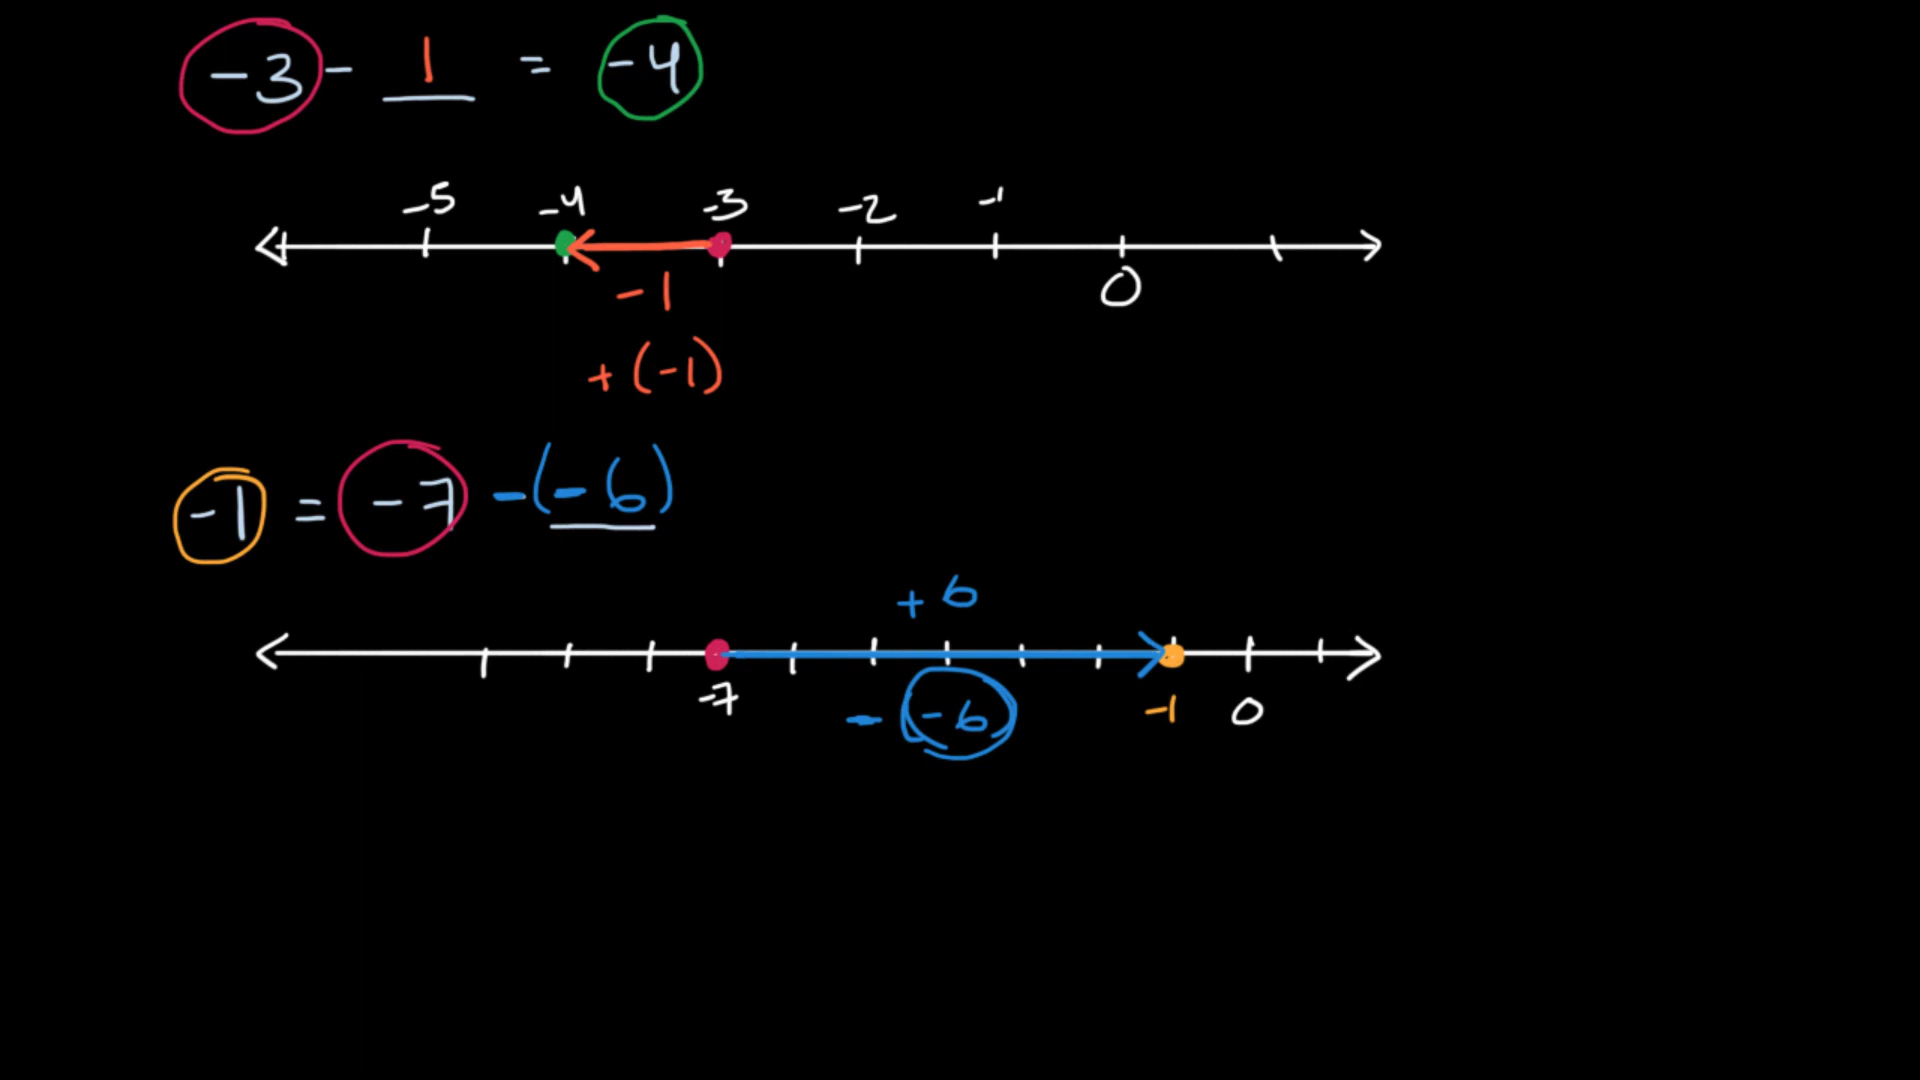 -3 - 1 = -4
-5 -4 -3 -2 -1
- 1 0
+ (-1)
-1 = -7 - (-6)
+ 6
-7 - (-6) -1 0